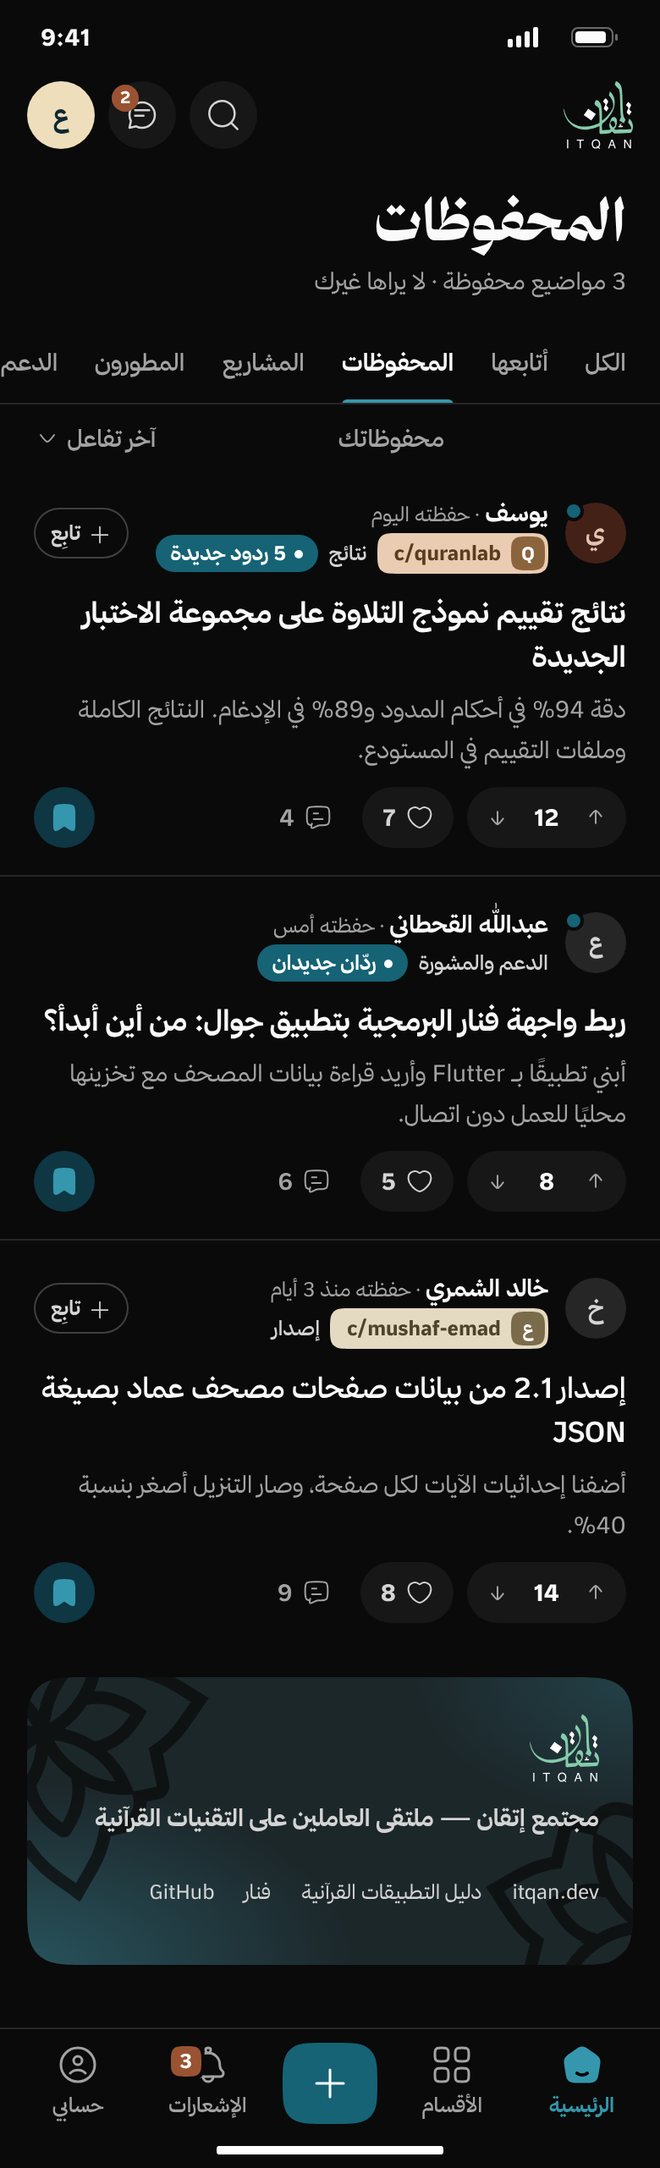 9:41
ع
2
إتقان
ITQAN
المحفوظات
3 مواضيع محفوظة · لا يراها غيرك
الكل أتابعها المحفوظات المشاريع المطورون الدعم
محفوظاتك آخر تفاعل
ي يوسف · حفظته اليوم + تابِع
Q c/quranlab نتائج • 5 ردود جديدة
نتائج تقييم نموذج التلاوة على مجموعة الاختبار
الجديدة
دقة 94% في أحكام المدود و89% في الإدغام. النتائج الكاملة
وملفات التقييم في المستودع.
↑ 12 ↓ 7 4
ع عبدالله القحطاني · حفظته أمس
الدعم والمشورة • ردّان جديدان
ربط واجهة فنار البرمجية بتطبيق جوال: من أين أبدأ؟
أبني تطبيقًا بـ Flutter وأريد قراءة بيانات المصحف مع تخزينها
محليًا للعمل دون اتصال.
↑ 8 ↓ 5 6
خ خالد الشمري · حفظته منذ 3 أيام + تابِع
ع c/mushaf-emad إصدار
إصدار 2.1 من بيانات صفحات مصحف عماد بصيغة
JSON
أضفنا إحداثيات الآيات لكل صفحة، وصار التنزيل أصغر بنسبة
40%.
↑ 14 ↓ 8 9
إتقان
ITQAN
مجتمع إتقان — ملتقى العاملين على التقنيات القرآنية
itqan.dev دليل التطبيقات القرآنية فنار GitHub
3
الرئيسية الأقسام + الإشعارات حسابي